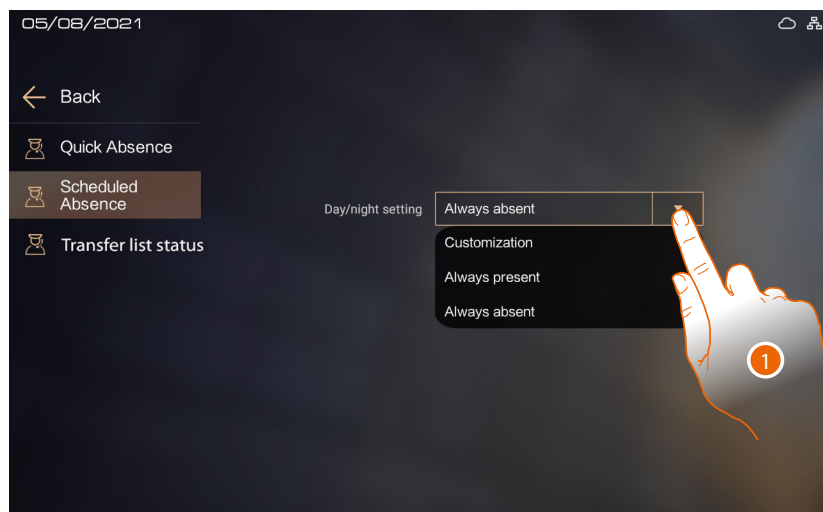 05/08/2021
Back
Quick Absence
Scheduled
Absence
Transfer list status
Day/night setting
Always absent
Customization
Always present
Always absent
1